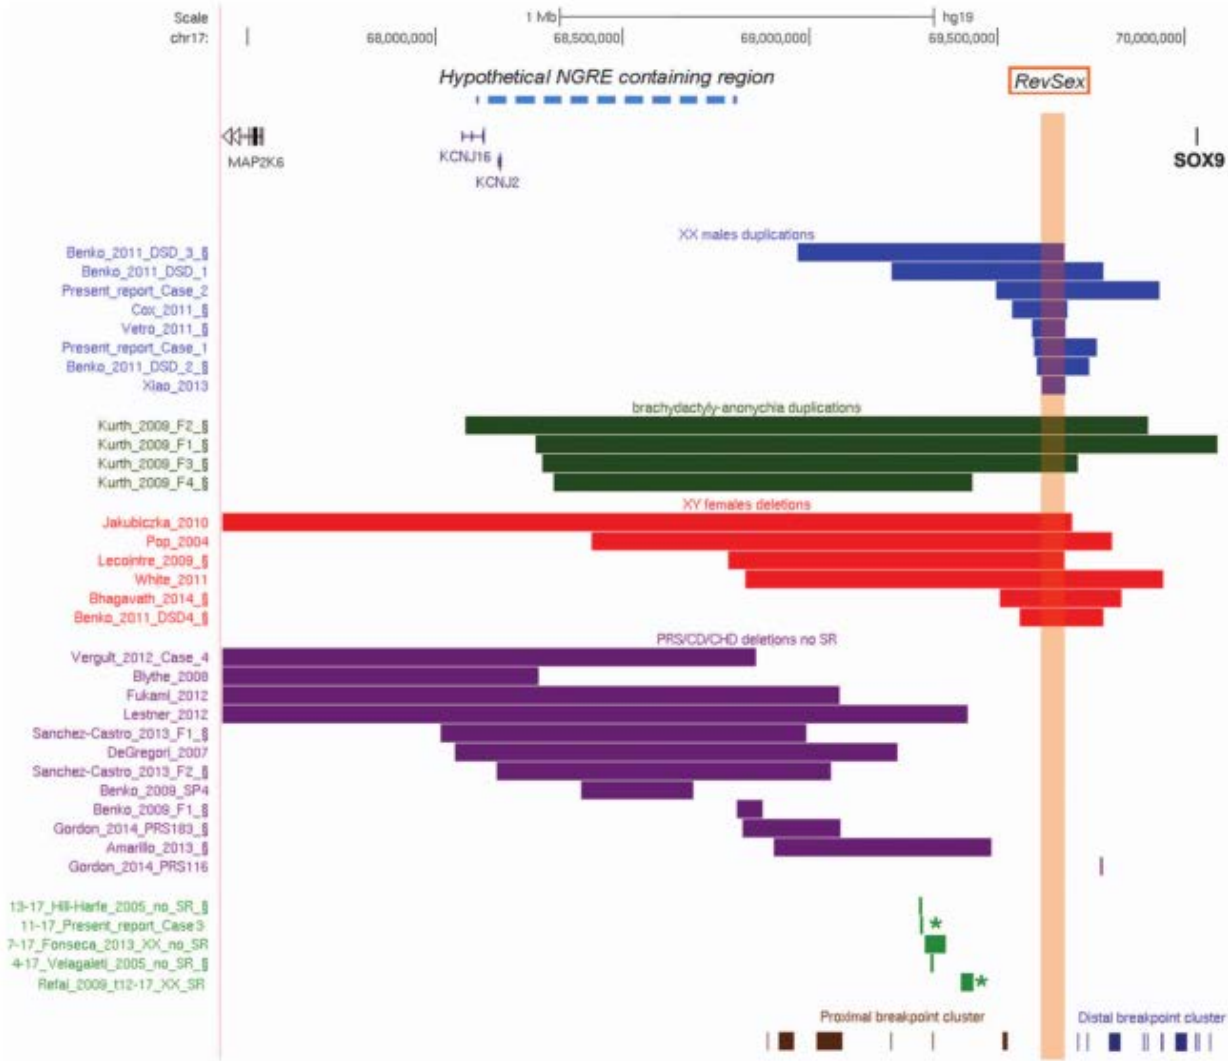 Scale 1 Mb hg19
chr17: 68,000,000 68,500,000 69,000,000 69,500,000 70,000,000
Hypothetical NGRE containing region RevSex
MAP2K6 KCNJ16 SOX9
KCNJ2
XX males duplications
Benko_2011_DSD_3_§
Benko_2011_DSD_1
Present_report_Case_2
Cox_2011_§
Vetro_2011_§
Present_report_Case_1
Benko_2011_DSD_2_§
Xiao_2013
brachydactyly-anonychia duplications
Kurth_2009_F2_§
Kurth_2009_F1_§
Kurth_2009_F3_§
Kurth_2009_F4_§
XY females deletions
Jakubiczka_2010
Pop_2004
Lecointre_2009_§
White_2011
Bhagavath_2014_§
Benko_2011_DSD4_§
PRS/CD/CHD deletions no SR
Vergult_2012_Case_4
Blythe_2008
Fukami_2012
Lestner_2012
Sanchez-Castro_2013_F1_§
DeGregori_2007
Sanchez-Castro_2013_F2_§
Benko_2009_SP4
Benko_2009_F1_§
Gordon_2014_PRS183_§
Amarillo_2013_§
Gordon_2014_PRS116
13-17_Hill-Harfe_2005_no_SR_§
11-17_Present_report_Case3 *
7-17_Fonseca_2013_XX_no_SR
4-17_Velagaleti_2005_no_SR_§
Refai_2009_t12-17_XX_SR *
Proximal breakpoint cluster Distal breakpoint cluster